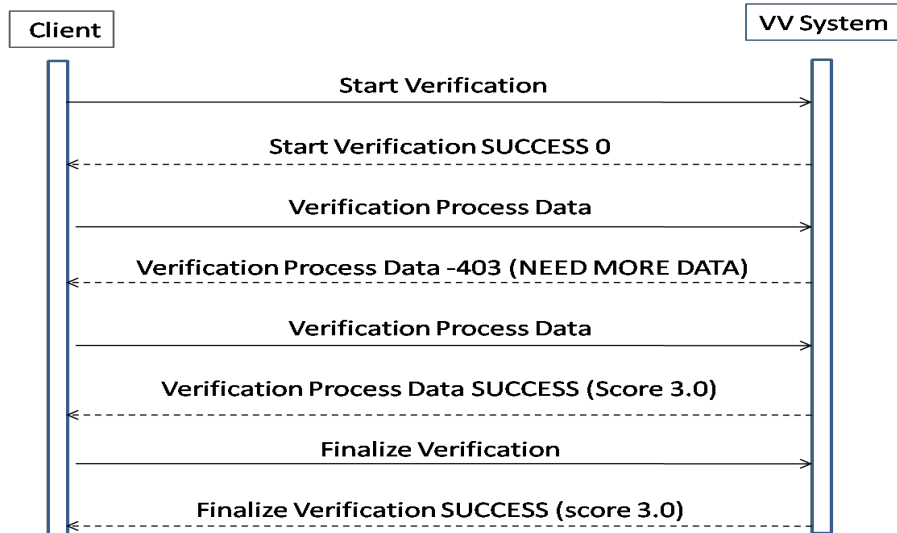 Client
VV System
Start Verification
Start Verification SUCCESS 0
Verification Process Data
Verification Process Data -403 (NEED MORE DATA)
Verification Process Data
Verification Process Data SUCCESS (Score 3.0)
Finalize Verification
Finalize Verification SUCCESS (score 3.0)